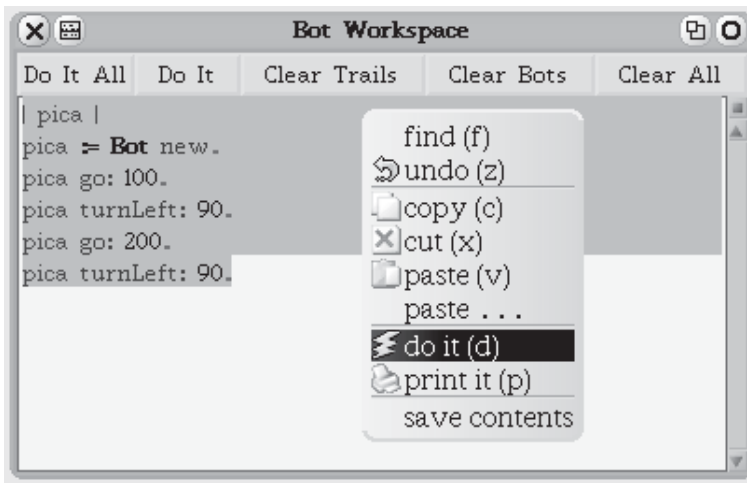 Bot Workspace
Do It All Do It Clear Trails Clear Bots Clear All
| pica |
pica := Bot new.
pica go: 100.
pica turnLeft: 90.
pica go: 200.
pica turnLeft: 90.
find (f)
undo (z)
copy (c)
cut (x)
paste (v)
paste . . .
do it (d)
print it (p)
save contents